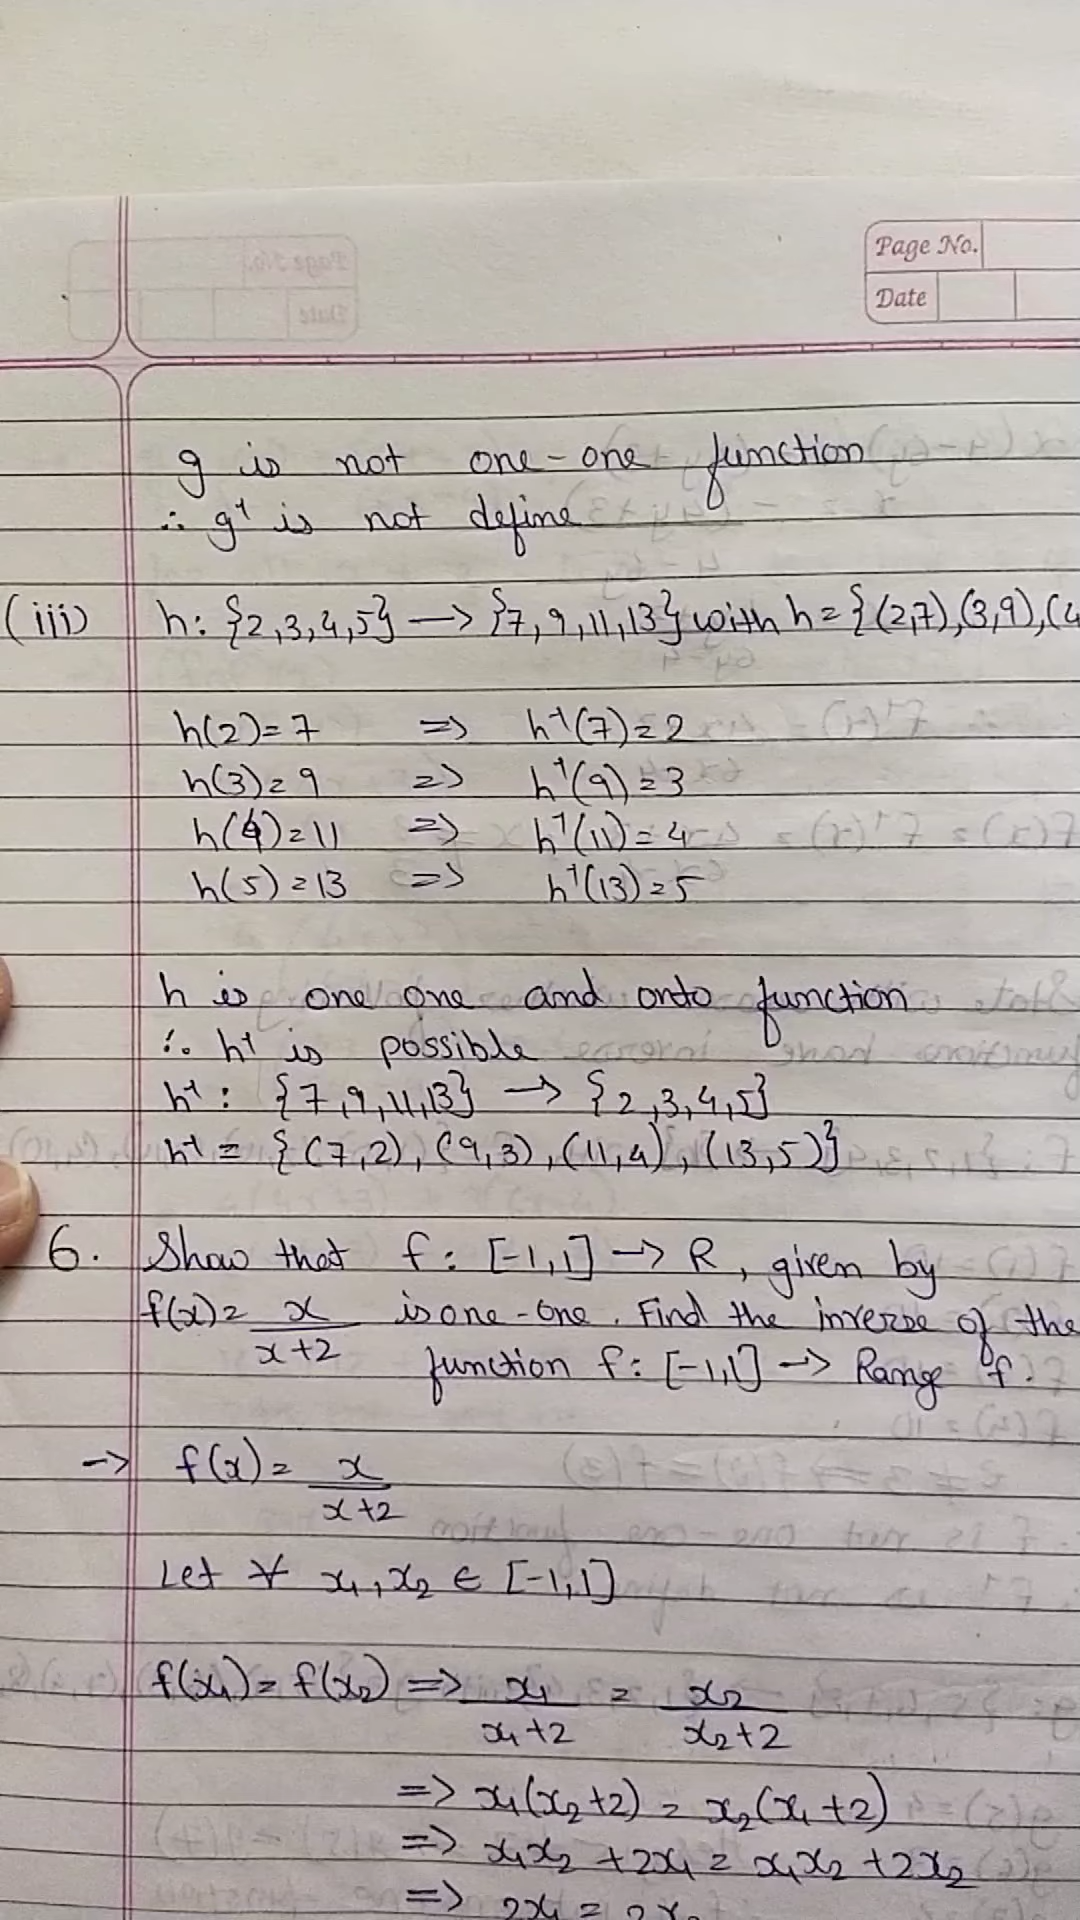 Page No.
Date
g is not one-one function
∴ g⁻¹ is not define
(iii) h: {2,3,4,5} → {7,9,11,13} with h = {(2,7),(3,9),(4
h(2)=7 => h⁻¹(7)=2
h(3)=9 => h⁻¹(9)=3
h(4)=11 => h⁻¹(11)=4
h(5)=13 => h⁻¹(13)=5
h is one one and onto function
∴ h⁻¹ is possible
h⁻¹: {7,9,11,13} → {2,3,4,5}
h⁻¹ = {(7,2),(9,3),(11,4),(13,5)}
6. Show that f: [-1,1] → R, given by
f(x)= x/(x+2) is one-one. Find the inverse of the
function f: [-1,1] → Range f.
→ f(x)= x/(x+2)
Let ∀ x₁,x₂ ∈ [-1,1]
f(x₁)= f(x₂) => x₁/(x₁+2) = x₂/(x₂+2)
=> x₁(x₂+2) = x₂(x₁+2)
=> x₁x₂+2x₁ = x₁x₂+2x₂
=> 2x₁ = 2x₂